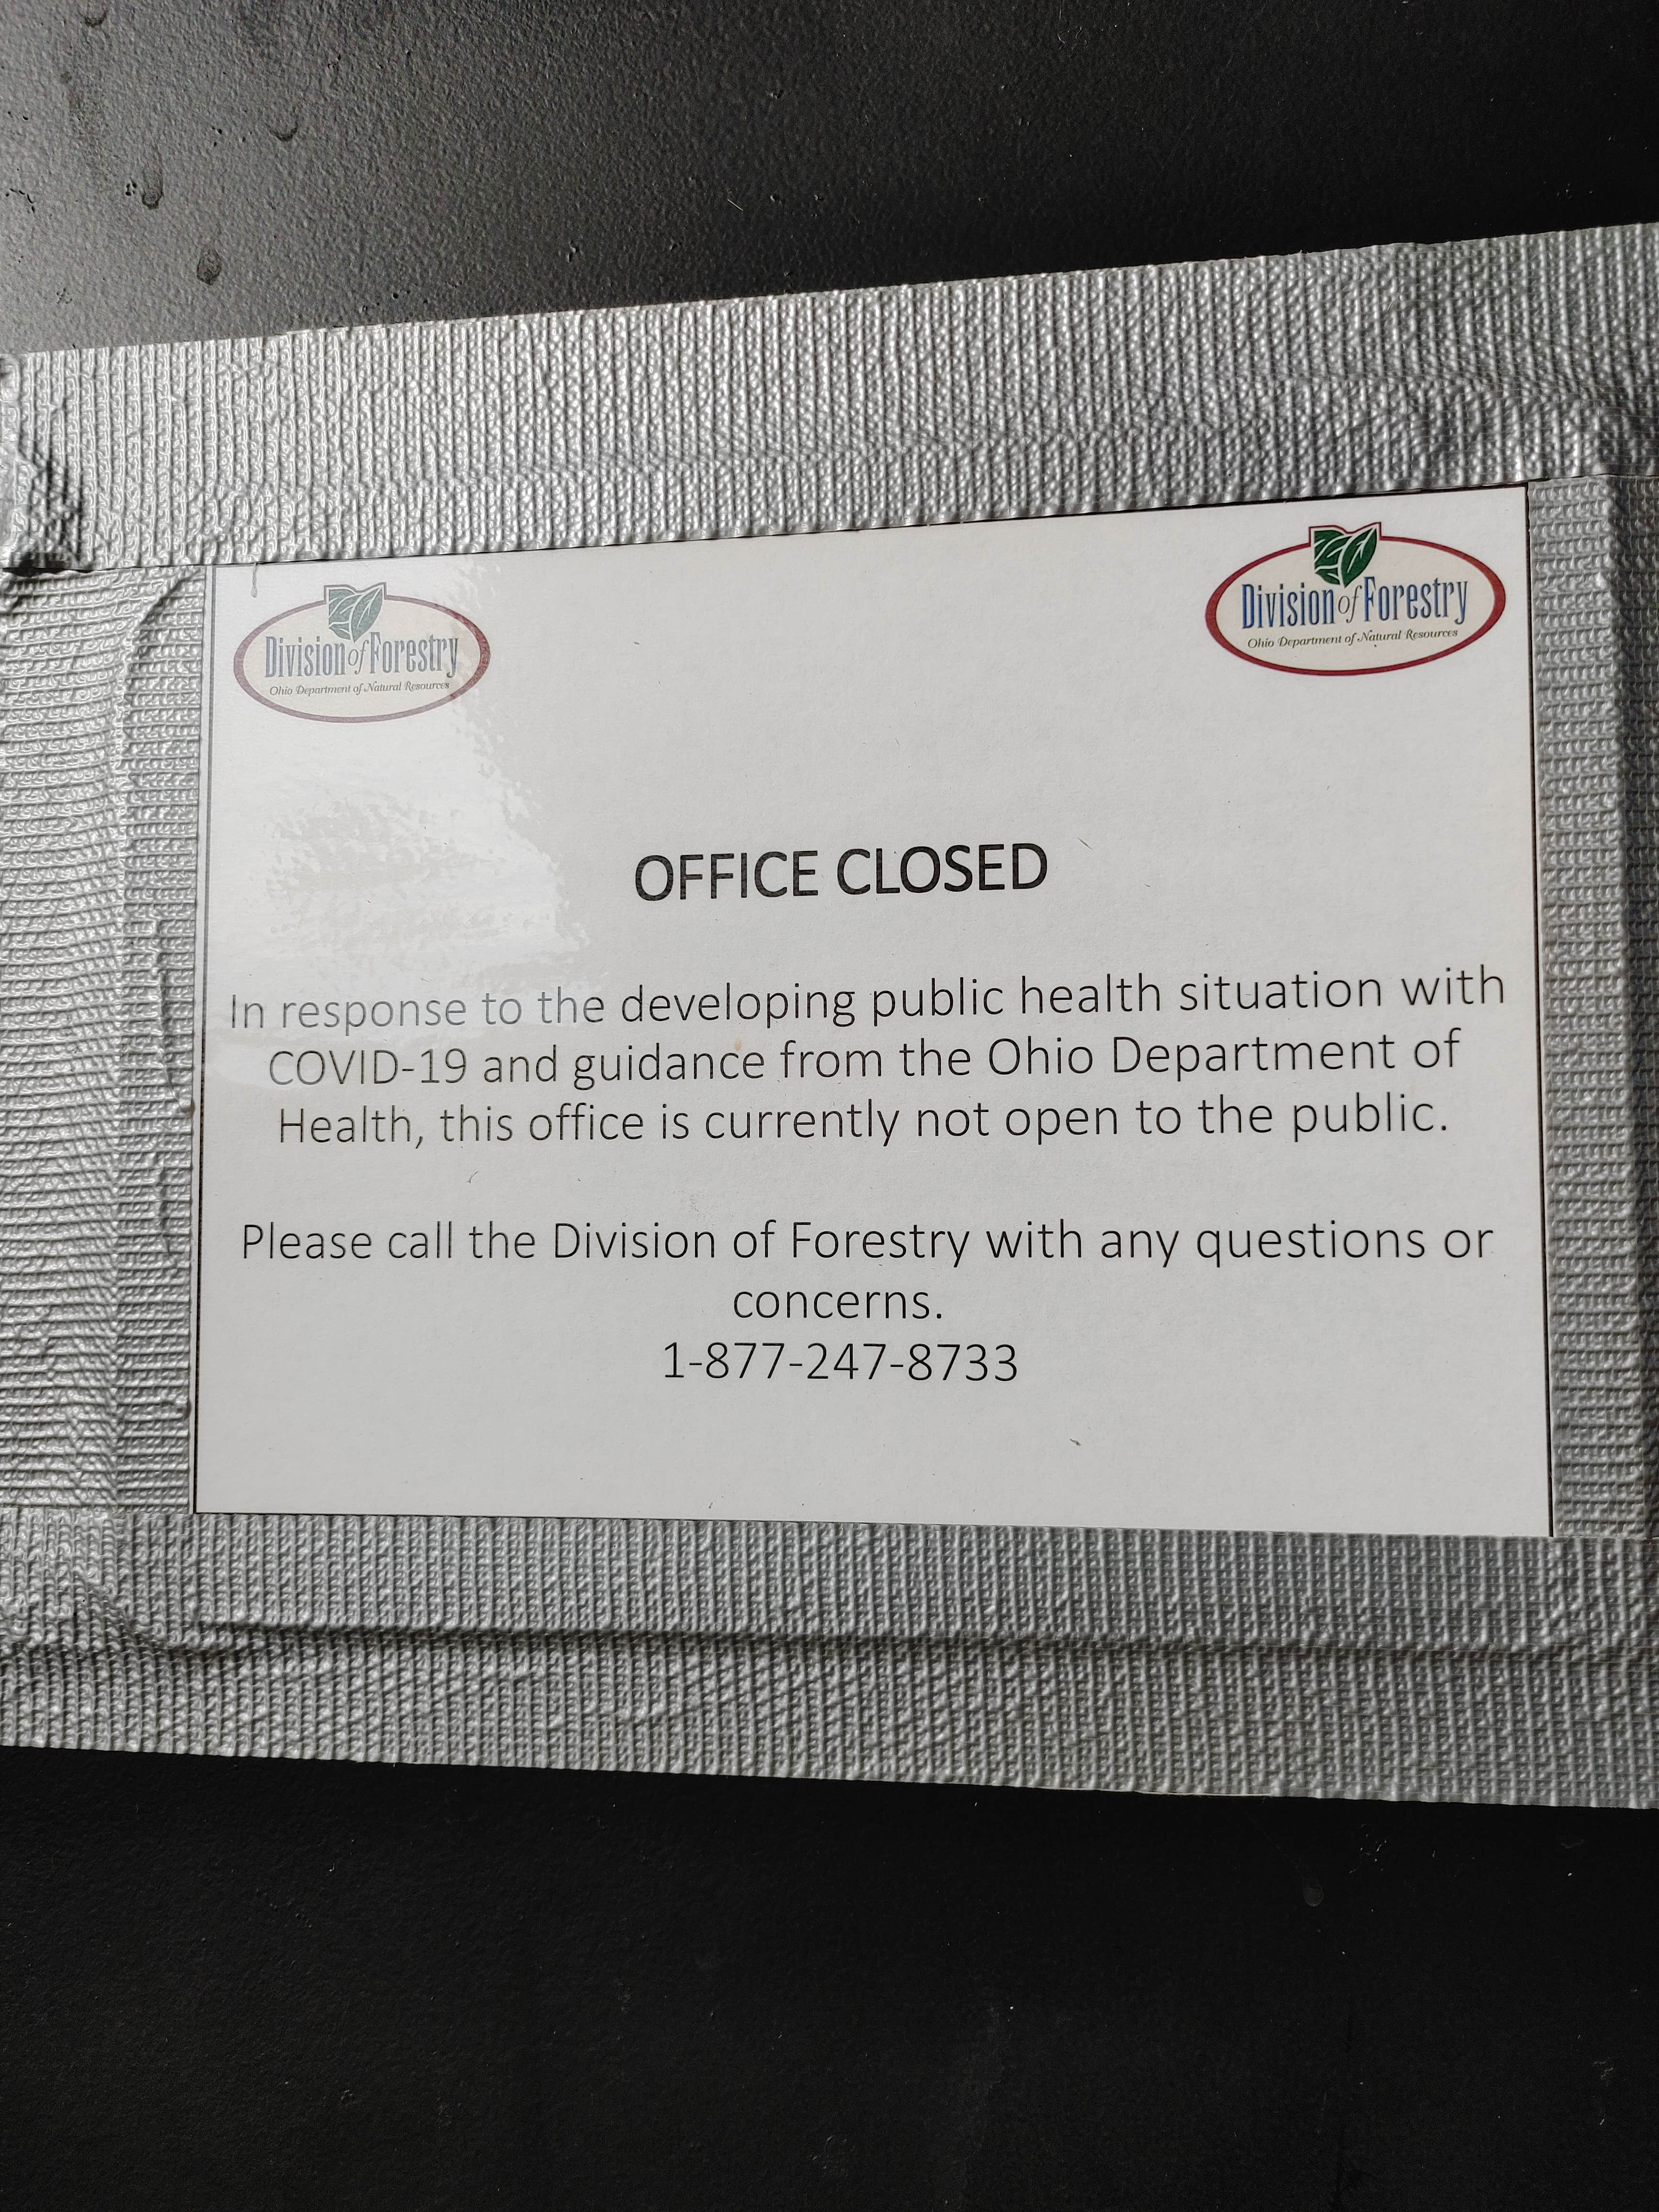 Division of Forestry
Ohio Department of Natural Resources
Division of Forestry
Ohio Department of Natural Resources
OFFICE CLOSED
In response to the developing public health situation with
COVID-19 and guidance from the Ohio Department of
Health, this office is currently not open to the public.
Please call the Division of Forestry with any questions or
concerns.
1-877-247-8733